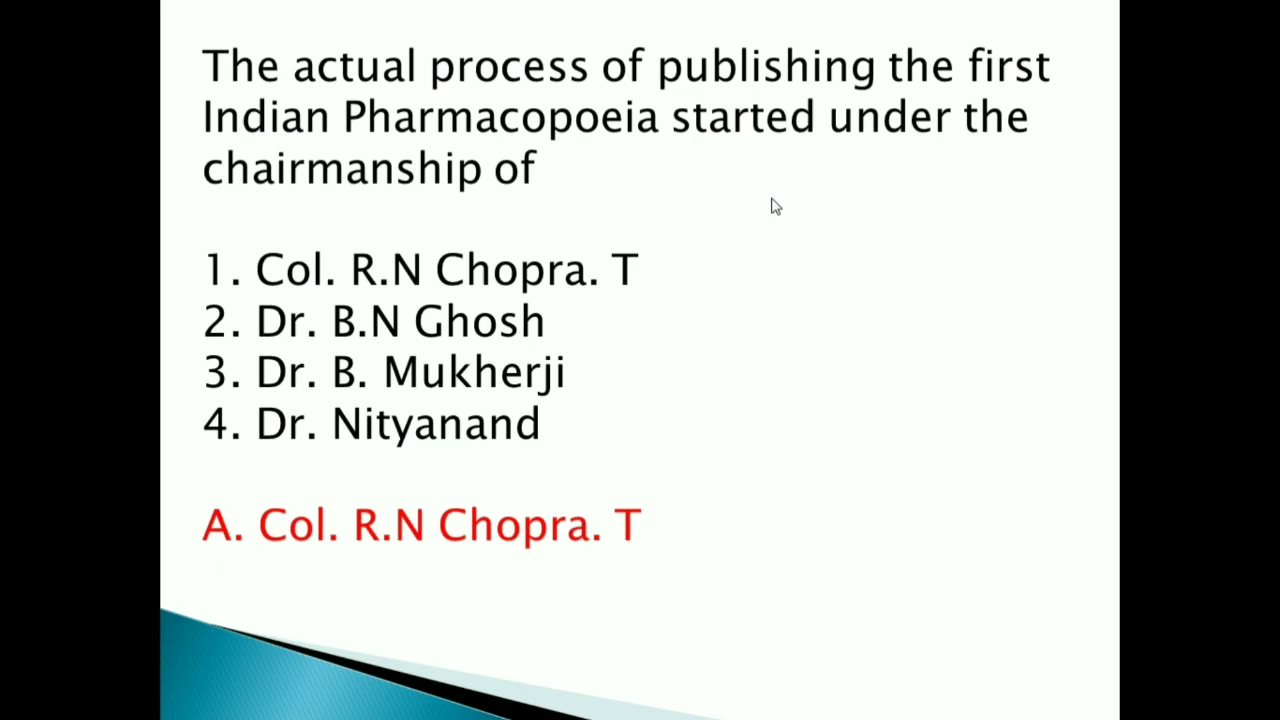 The actual process of publishing the first
Indian Pharmacopoeia started under the
chairmanship of
1. Col. R.N Chopra. T
2. Dr. B.N Ghosh
3. Dr. B. Mukherji
4. Dr. Nityanand
A. Col. R.N Chopra. T